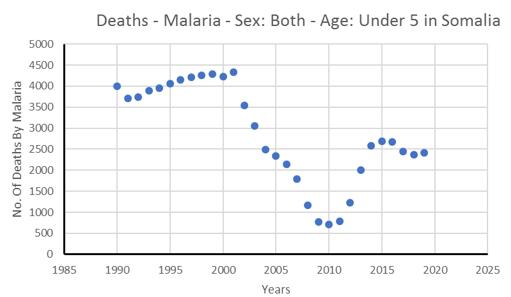 Deaths - Malaria - Sex: Both - Age: Under 5 in Somalia
5000
4500
4000
3500
3000
2500
2000
1500
1000
500
0
No. Of Deaths By Malaria
1985 1990 1995 2000 2005 2010 2015 2020 2025
Years